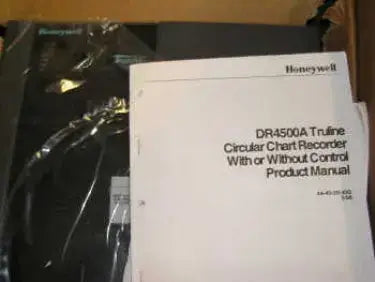 Honeywell
Honeywell
DR4500A Truline
Circular Chart Recorder
With or Without Control
Product Manual